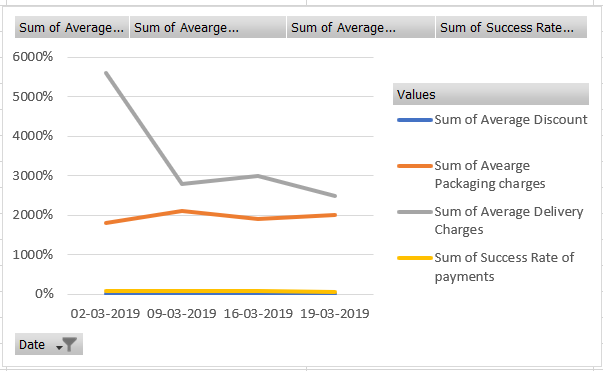 Sum of Average... Sum of Avearge... Sum of Average... Sum of Success Rate...
6000%
5000%
4000%
3000%
2000%
1000%
0%
02-03-2019 09-03-2019 16-03-2019 19-03-2019
Values
Sum of Average Discount
Sum of Avearge
Packaging charges
Sum of Average Delivery
Charges
Sum of Success Rate of
payments
Date